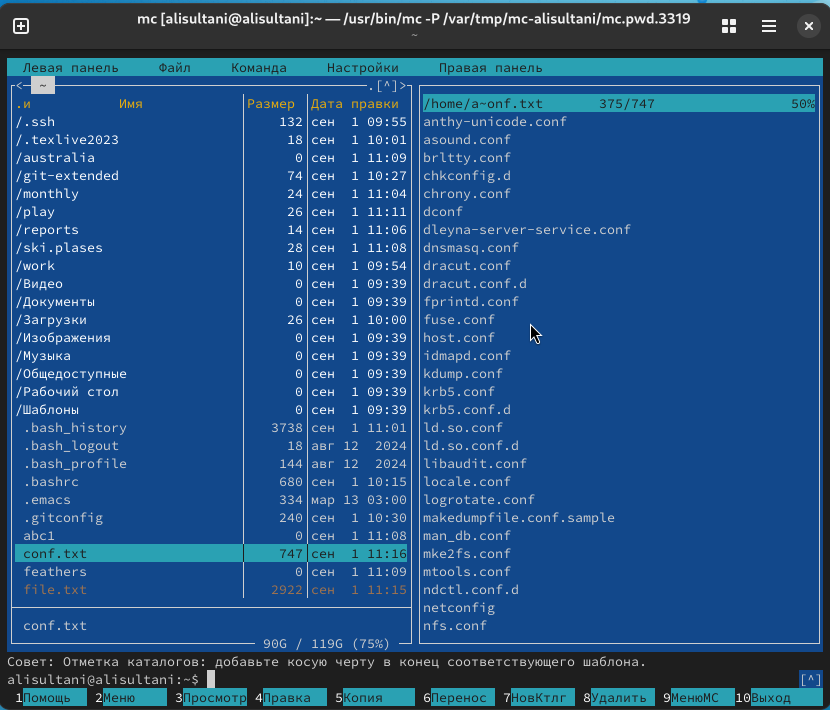 mc [alisultani@alisultani]:~ — /usr/bin/mc -P /var/tmp/mc-alisultani/mc.pwd.3319
~
Левая панель Файл Команда Настройки Правая панель
<─ ~ .[^]>
.и Имя Размер Дата правки
/.ssh 132 сен 1 09:55
/.texlive2023 18 сен 1 10:01
/australia 0 сен 1 11:09
/git-extended 74 сен 1 10:27
/monthly 24 сен 1 11:04
/play 26 сен 1 11:11
/reports 14 сен 1 11:06
/ski.plases 28 сен 1 11:08
/work 10 сен 1 09:54
/Видео 0 сен 1 09:39
/Документы 0 сен 1 09:39
/Загрузки 26 сен 1 10:00
/Изображения 0 сен 1 09:39
/Музыка 0 сен 1 09:39
/Общедоступные 0 сен 1 09:39
/Рабочий стол 0 сен 1 09:39
/Шаблоны 0 сен 1 09:39
.bash_history 3738 сен 1 11:01
.bash_logout 18 авг 12 2024
.bash_profile 144 авг 12 2024
.bashrc 680 сен 1 10:15
.emacs 334 мар 13 03:00
.gitconfig 240 сен 1 10:30
abc1 0 сен 1 11:08
conf.txt 747 сен 1 11:16
feathers 0 сен 1 11:09
file.txt 2922 сен 1 11:15
conf.txt
90G / 119G (75%)
/home/a~onf.txt 375/747 50%
anthy-unicode.conf
asound.conf
brltty.conf
chkconfig.d
chrony.conf
dconf
dleyna-server-service.conf
dnsmasq.conf
dracut.conf
dracut.conf.d
fprintd.conf
fuse.conf
host.conf
idmapd.conf
kdump.conf
krb5.conf
krb5.conf.d
ld.so.conf
ld.so.conf.d
libaudit.conf
locale.conf
logrotate.conf
makedumpfile.conf.sample
man_db.conf
mke2fs.conf
mtools.conf
ndctl.conf.d
netconfig
nfs.conf
Совет: Отметка каталогов: добавьте косую черту в конец соответствующего шаблона.
alisultani@alisultani:~$ [^]
1Помощь 2Меню 3Просмотр 4Правка 5Копия 6Перенос 7НовКтлг 8Удалить 9МенюМС 10Выход